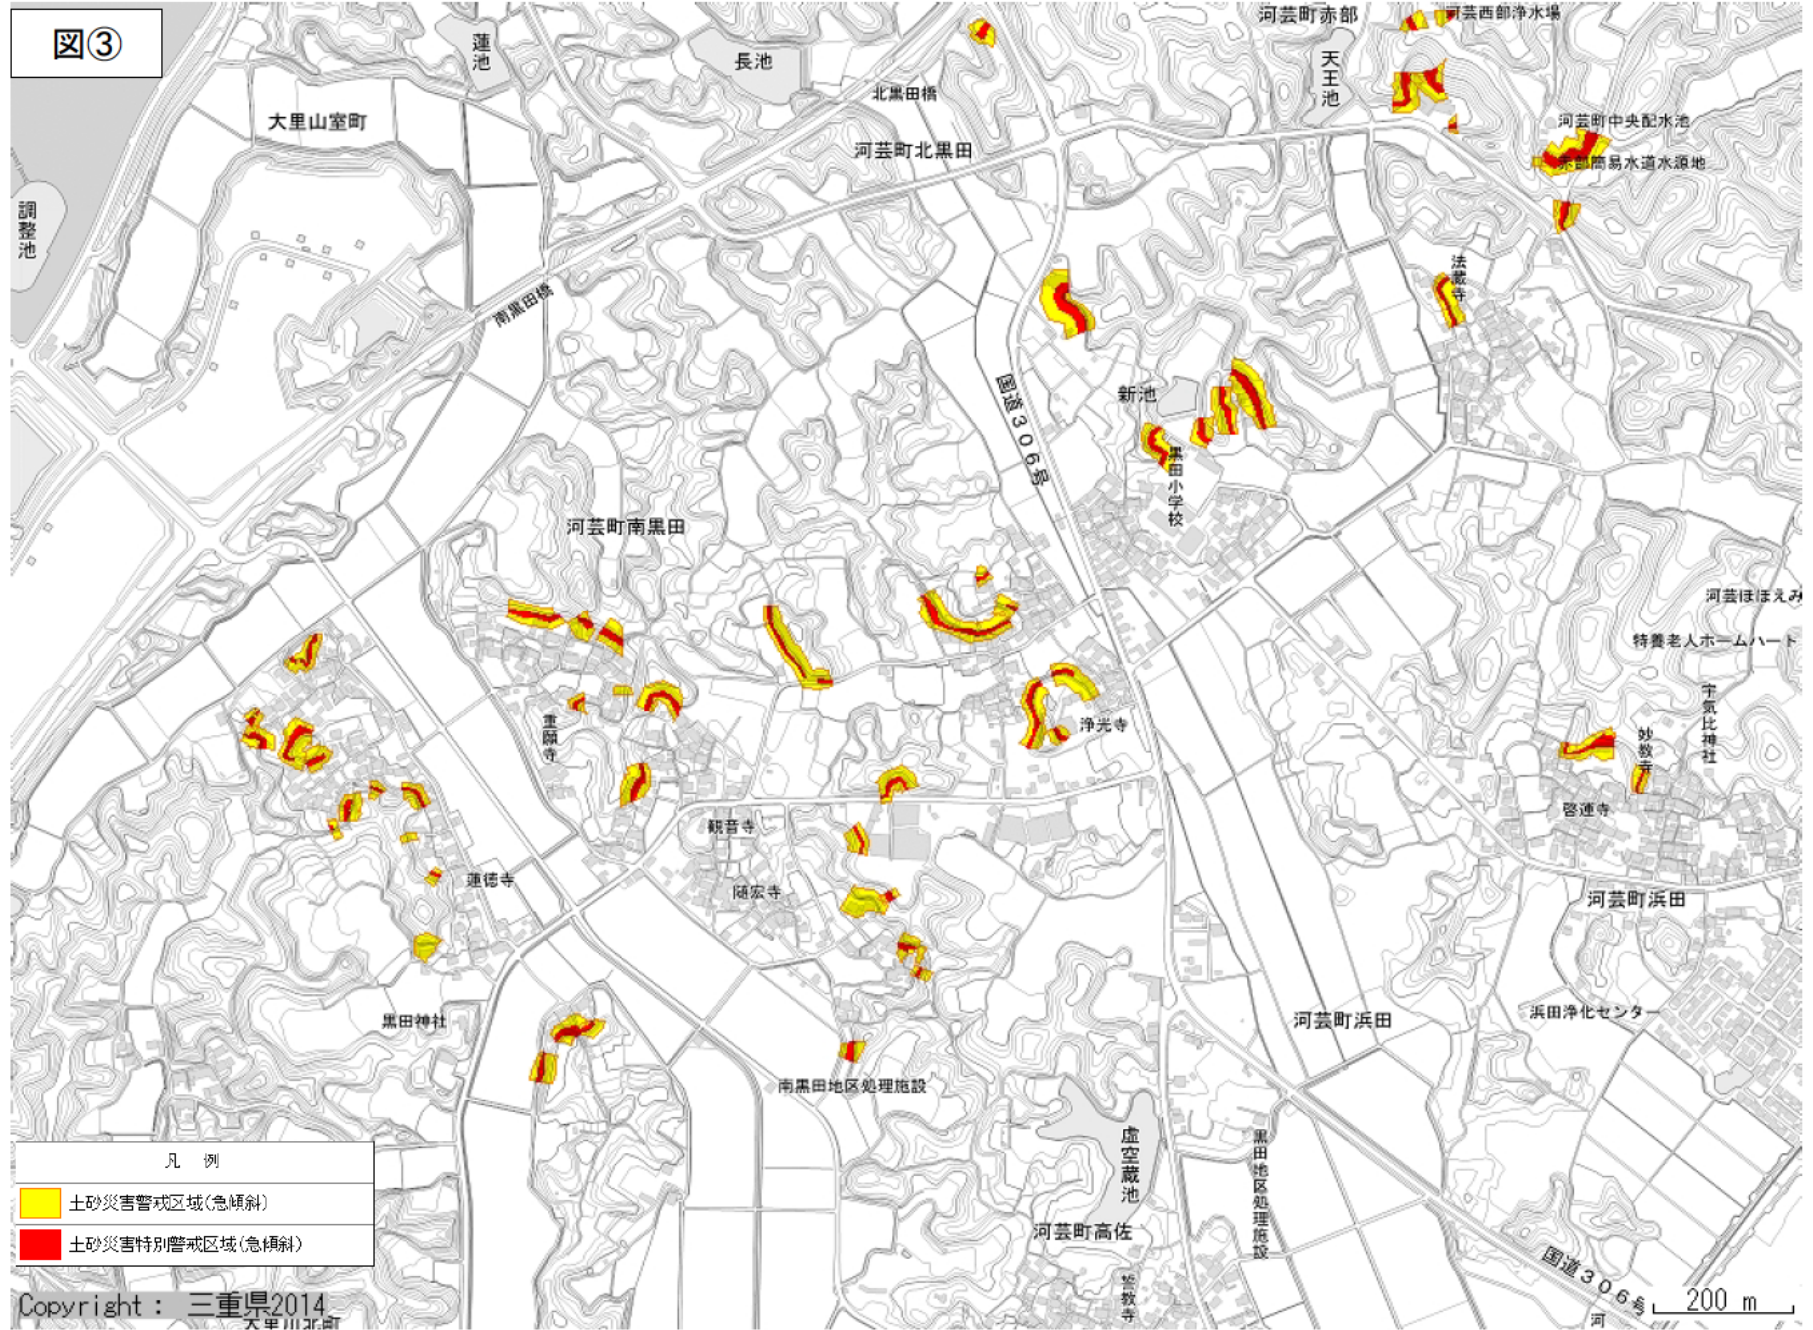 図③
河芸町赤部
河芸西部浄水場
蓮池
長池
天王池
北黒田橋
大里山室町
河芸町中央配水池
河芸町北黒田
赤部簡易水道水源地
調整池
法蔵寺
南黒田橋
国道306号
新池
黒田小学校
河芸町南黒田
河芸ほほえみ
特養老人ホームハート
宇気比神社
重願寺
浄光寺
妙教寺
啓運寺
観音寺
蓮徳寺
随宏寺
河芸町浜田
黒田神社
河芸町浜田
浜田浄化センター
南黒田地区処理施設
虚空蔵池
黒田地区処理施設
凡 例
土砂災害警戒区域(急傾斜)
土砂災害特別警戒区域(急傾斜)
河芸町高佐
誓教寺
国道306号
200 m
Copyright : 三重県2014
大里川北町
河